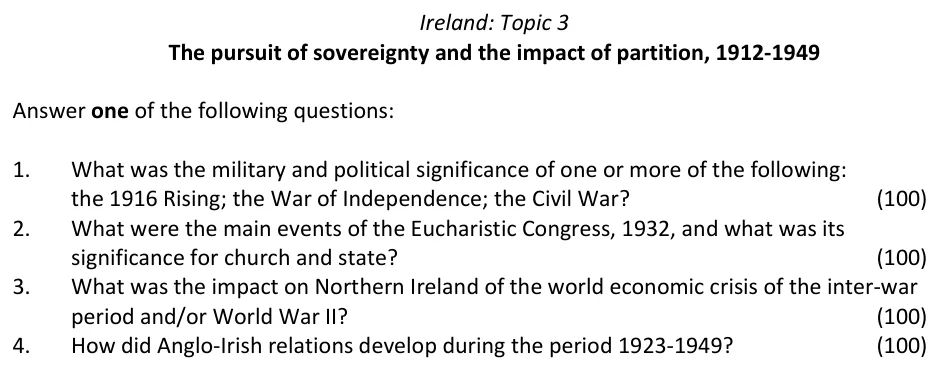 Ireland: Topic 3
The pursuit of sovereignty and the impact of partition, 1912-1949
Answer one of the following questions:
1. What was the military and political significance of one or more of the following:
the 1916 Rising; the War of Independence; the Civil War? (100)
2. What were the main events of the Eucharistic Congress, 1932, and what was its
significance for church and state? (100)
3. What was the impact on Northern Ireland of the world economic crisis of the inter-war
period and/or World War II? (100)
4. How did Anglo-Irish relations develop during the period 1923-1949? (100)